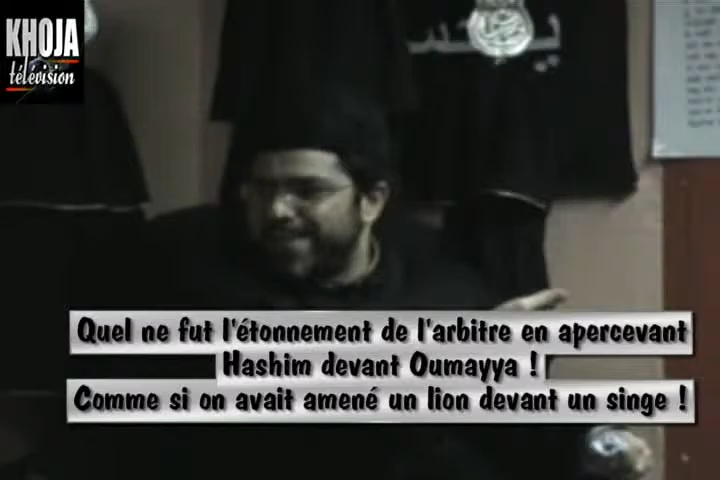 KHOJA
télévision
Quel ne fut l'étonnement de l'arbitre en apercevant
Hashim devant Oumayya !
Comme si on avait amené un lion devant un singe !